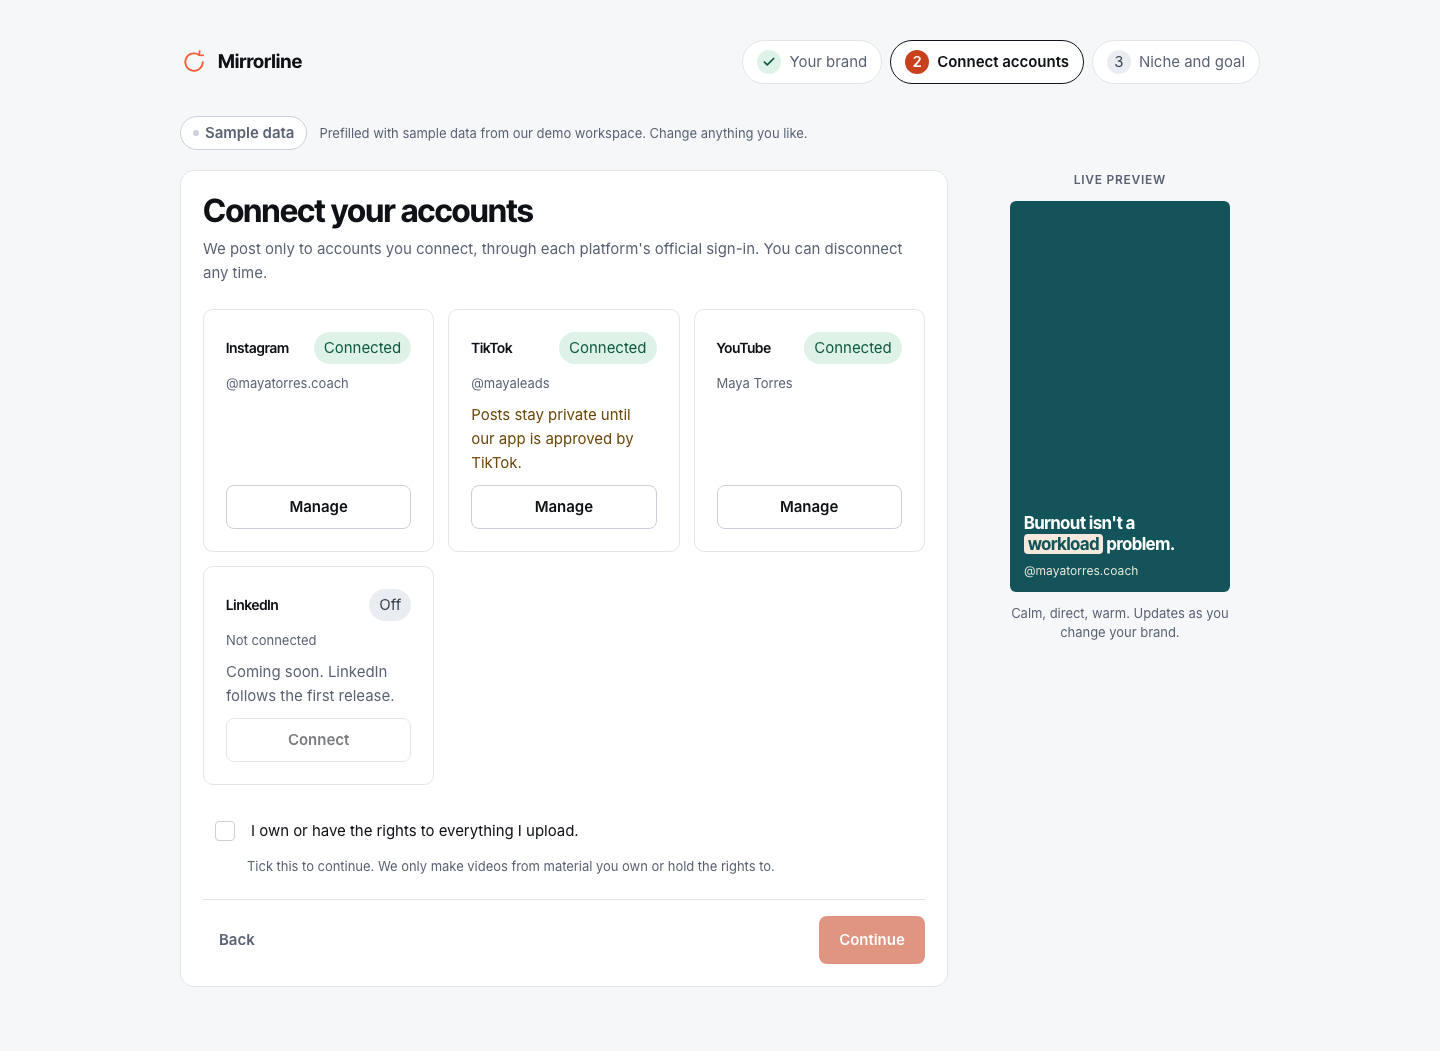 Mirrorline
Your brand
2 Connect accounts
3 Niche and goal
Sample data
Prefilled with sample data from our demo workspace. Change anything you like.
Connect your accounts
We post only to accounts you connect, through each platform's official sign-in. You can disconnect
any time.
Instagram Connected
@mayatorres.coach
Manage
TikTok Connected
@mayaleads
Posts stay private until
our app is approved by
TikTok.
Manage
YouTube Connected
Maya Torres
Manage
LinkedIn Off
Not connected
Coming soon. LinkedIn
follows the first release.
Connect
I own or have the rights to everything I upload.
Tick this to continue. We only make videos from material you own or hold the rights to.
Back
Continue
LIVE PREVIEW
Burnout isn't a
workload problem.
@mayatorres.coach
Calm, direct, warm. Updates as you
change your brand.